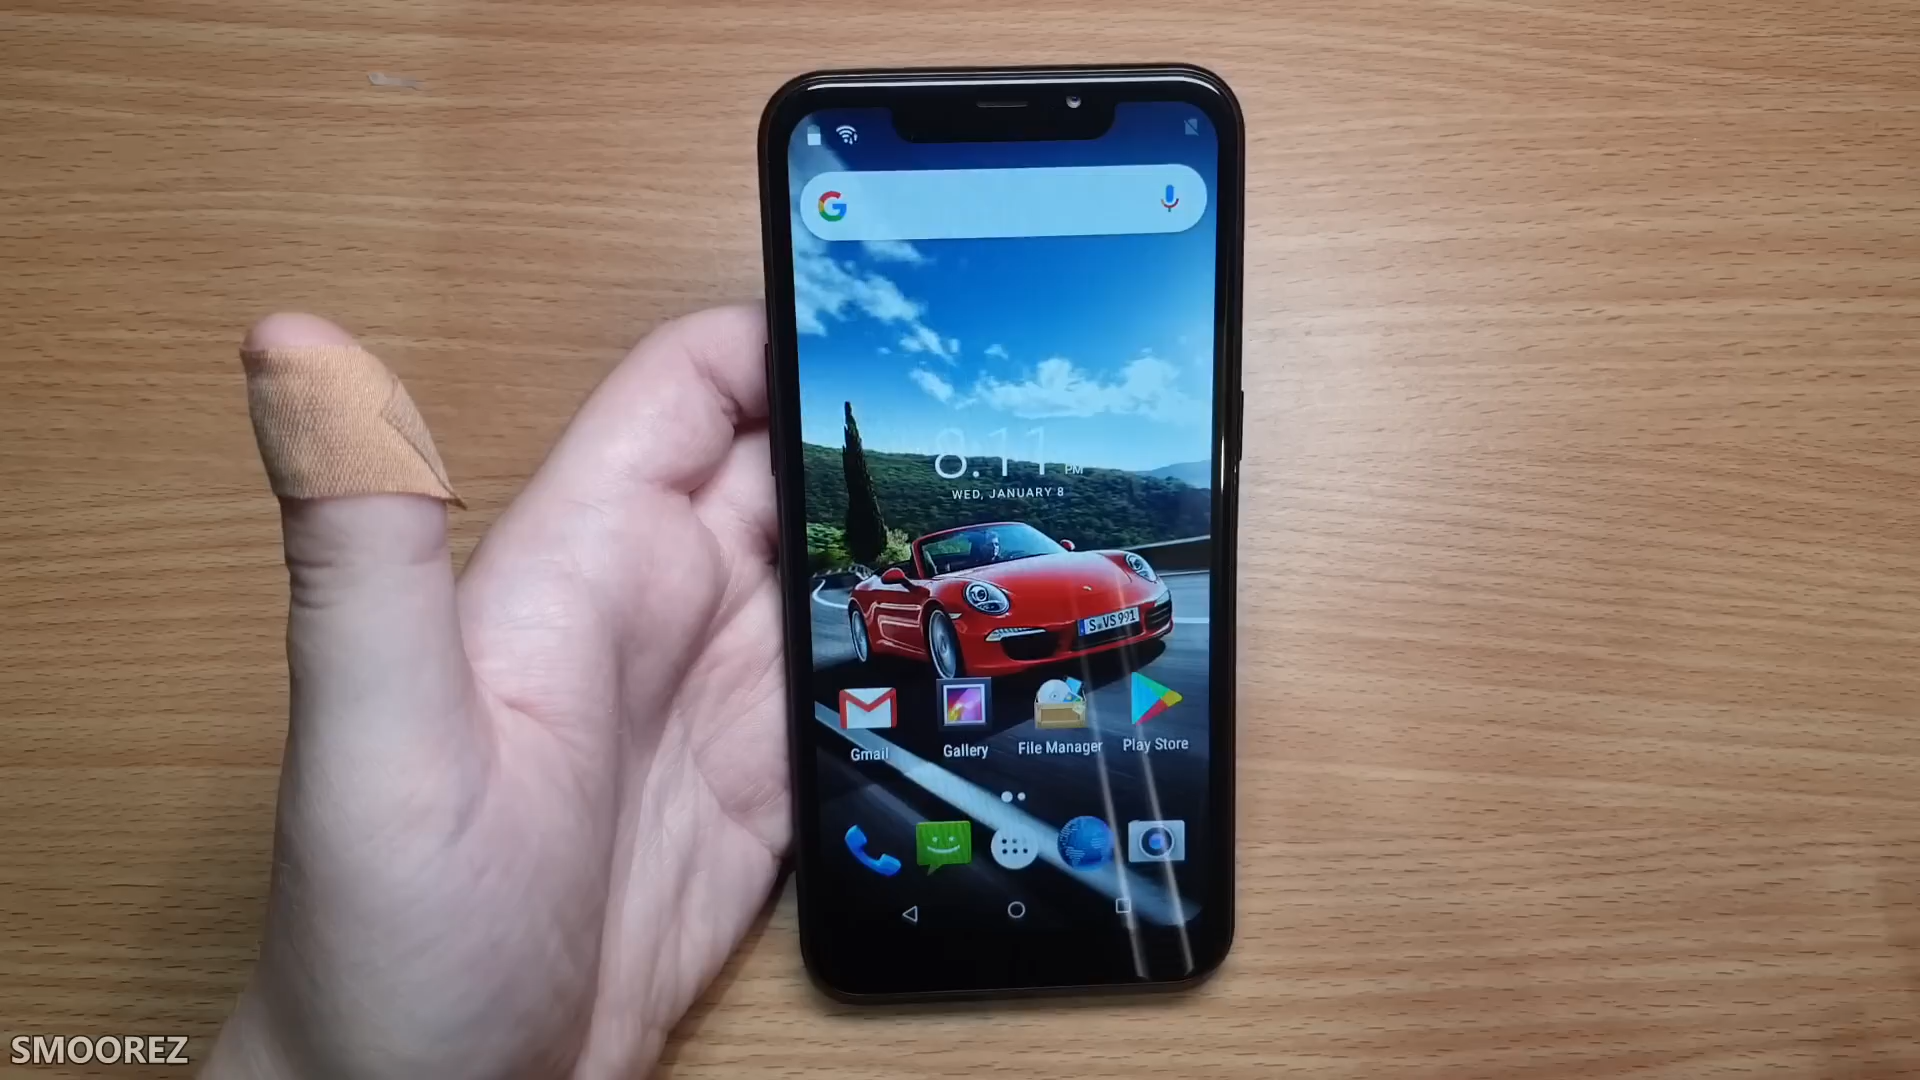 G
8:11 PM
WED, JANUARY 8
S VS 991
Gmail
Gallery
File Manager
Play Store
SMOOREZ